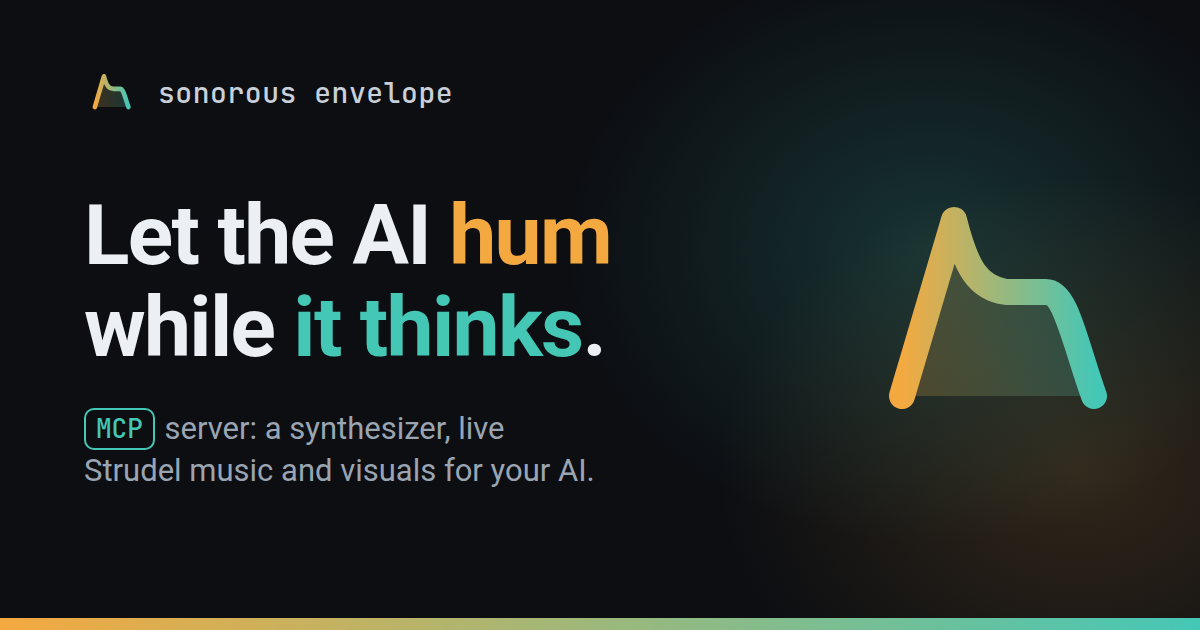 sonorous envelope
Let the AI hum
while it thinks.
MCP server: a synthesizer, live
Strudel music and visuals for your AI.